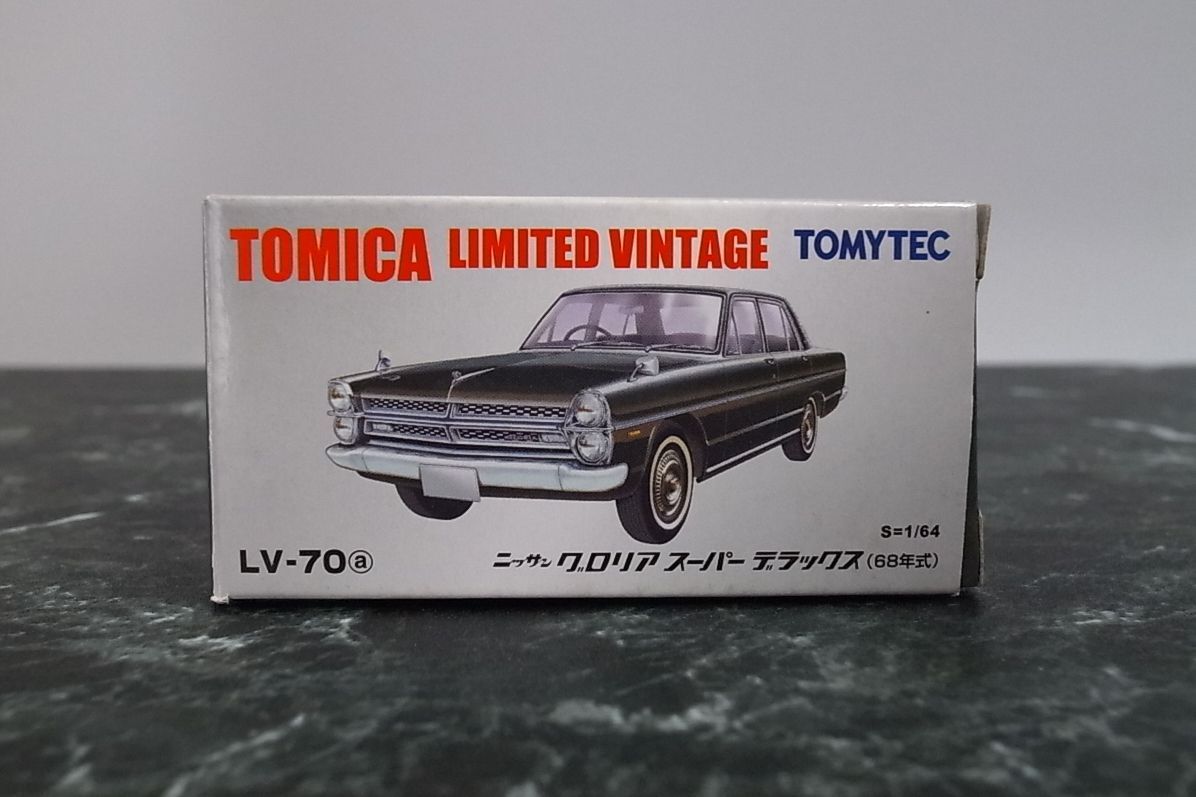 TOMICA LIMITED VINTAGE TOMYTEC
S=1/64
LV-70ⓐ ニッサン グロリア スーパー デラックス (68年式)